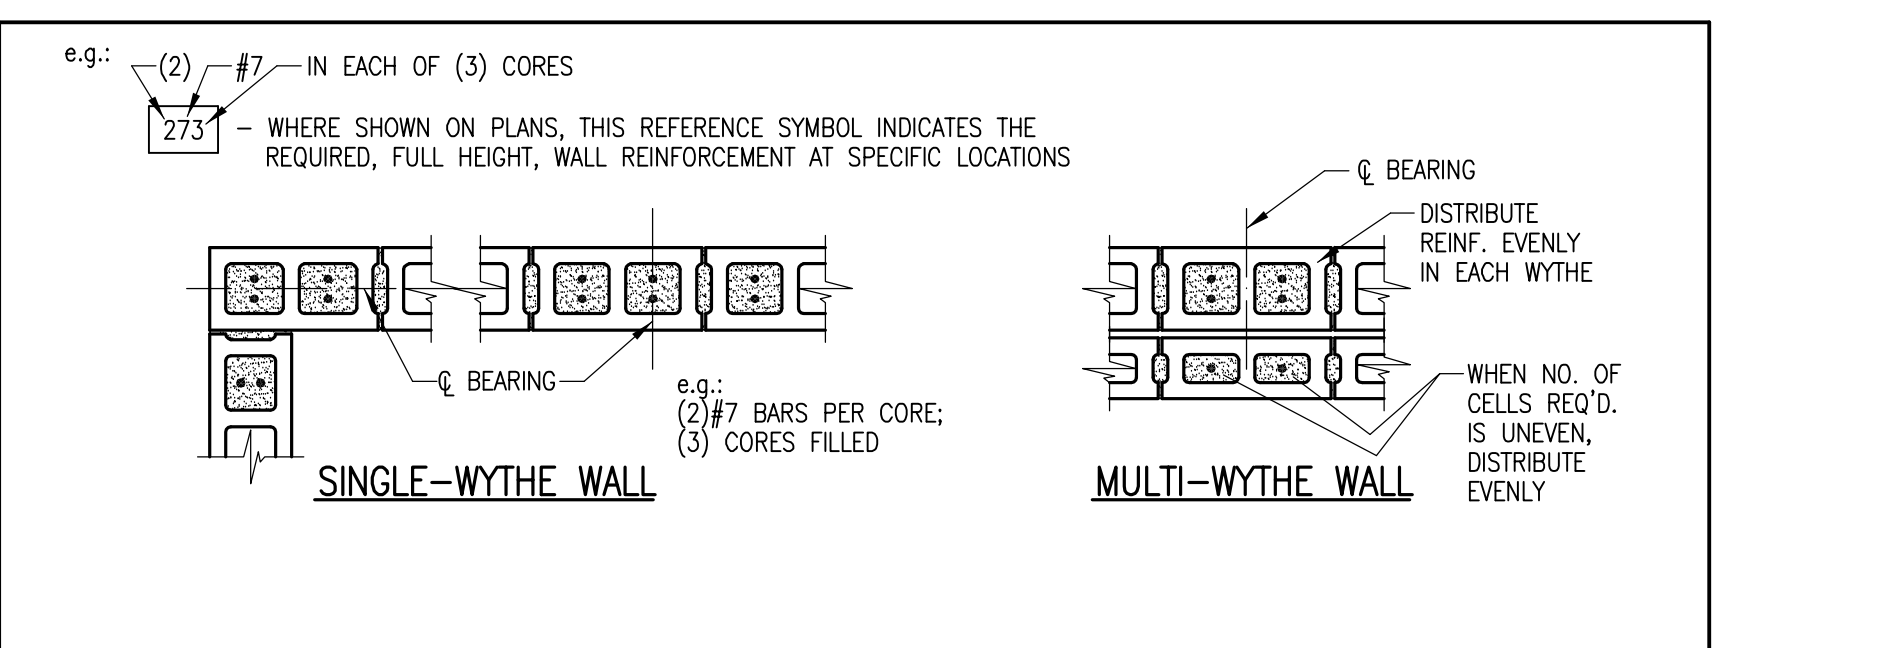 e.g.:
(2) #7 IN EACH OF (3) CORES
273 – WHERE SHOWN ON PLANS, THIS REFERENCE SYMBOL INDICATES THE
REQUIRED, FULL HEIGHT, WALL REINFORCEMENT AT SPECIFIC LOCATIONS
℄ BEARING
DISTRIBUTE
REINF. EVENLY
IN EACH WYTHE
℄ BEARING
e.g.:
(2)#7 BARS PER CORE;
(3) CORES FILLED
WHEN NO. OF
CELLS REQ'D.
IS UNEVEN,
DISTRIBUTE
EVENLY
SINGLE–WYTHE WALL
MULTI–WYTHE WALL